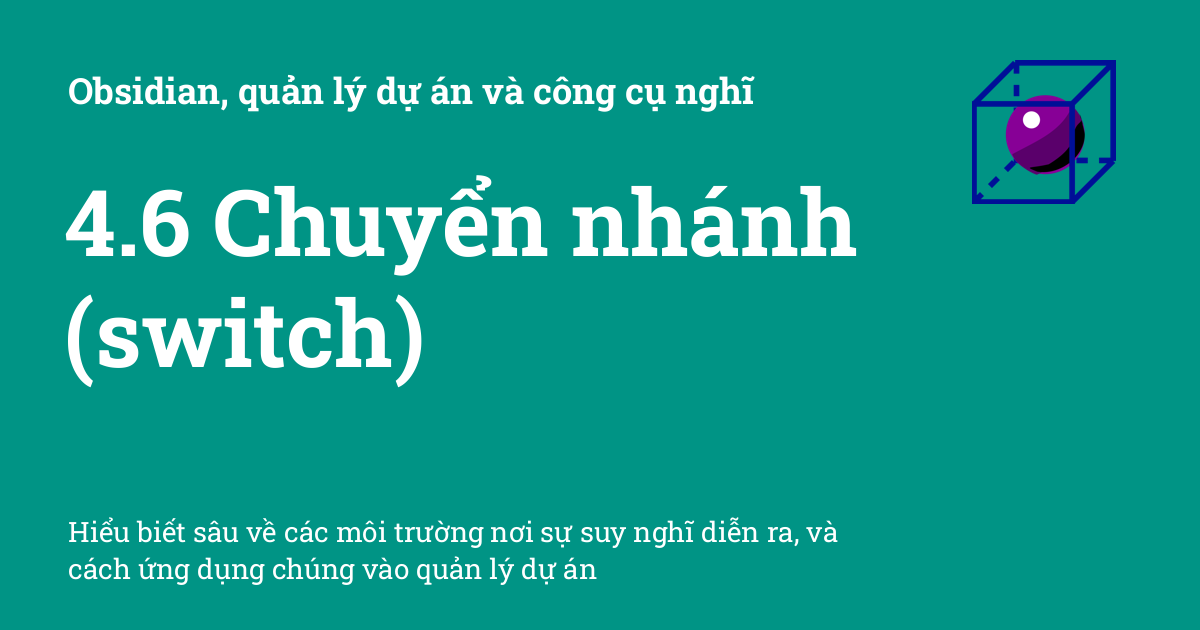 Obsidian, quản lý dự án và công cụ nghĩ
4.6 Chuyển nhánh
(switch)
Hiểu biết sâu về các môi trường nơi sự suy nghĩ diễn ra, và
cách ứng dụng chúng vào quản lý dự án